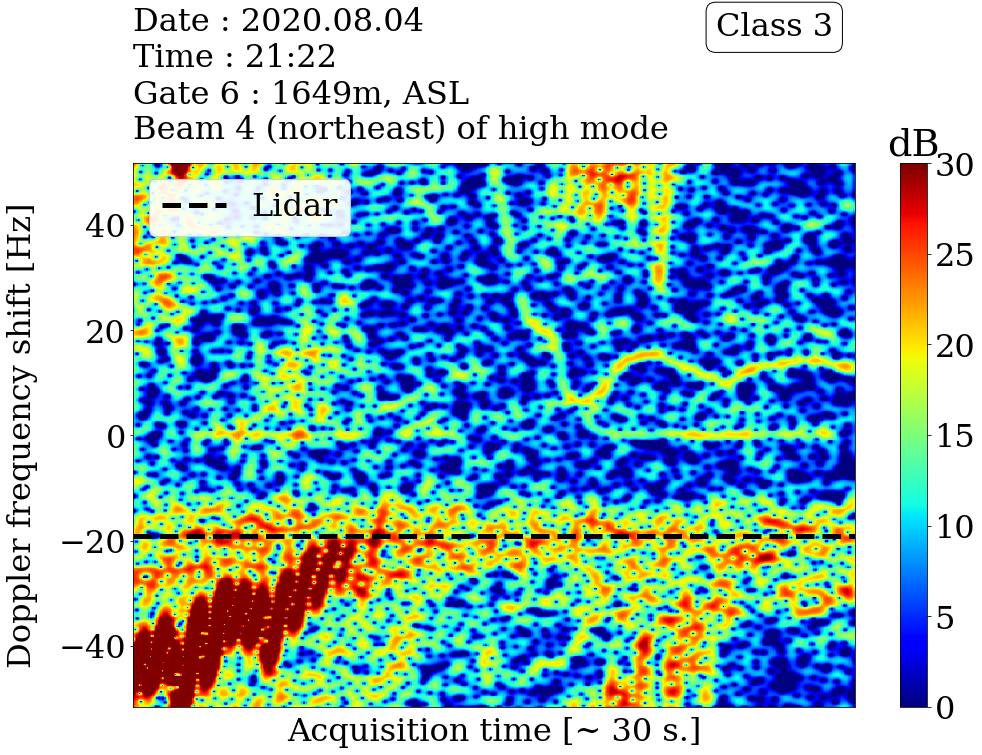 Date : 2020.08.04
Time : 21:22
Gate 6 : 1649m, ASL
Beam 4 (northeast) of high mode
Class 3
dB
Lidar
Doppler frequency shift [Hz]
40
20
0
−20
−40
Acquisition time [~ 30 s.]
30
25
20
15
10
5
0